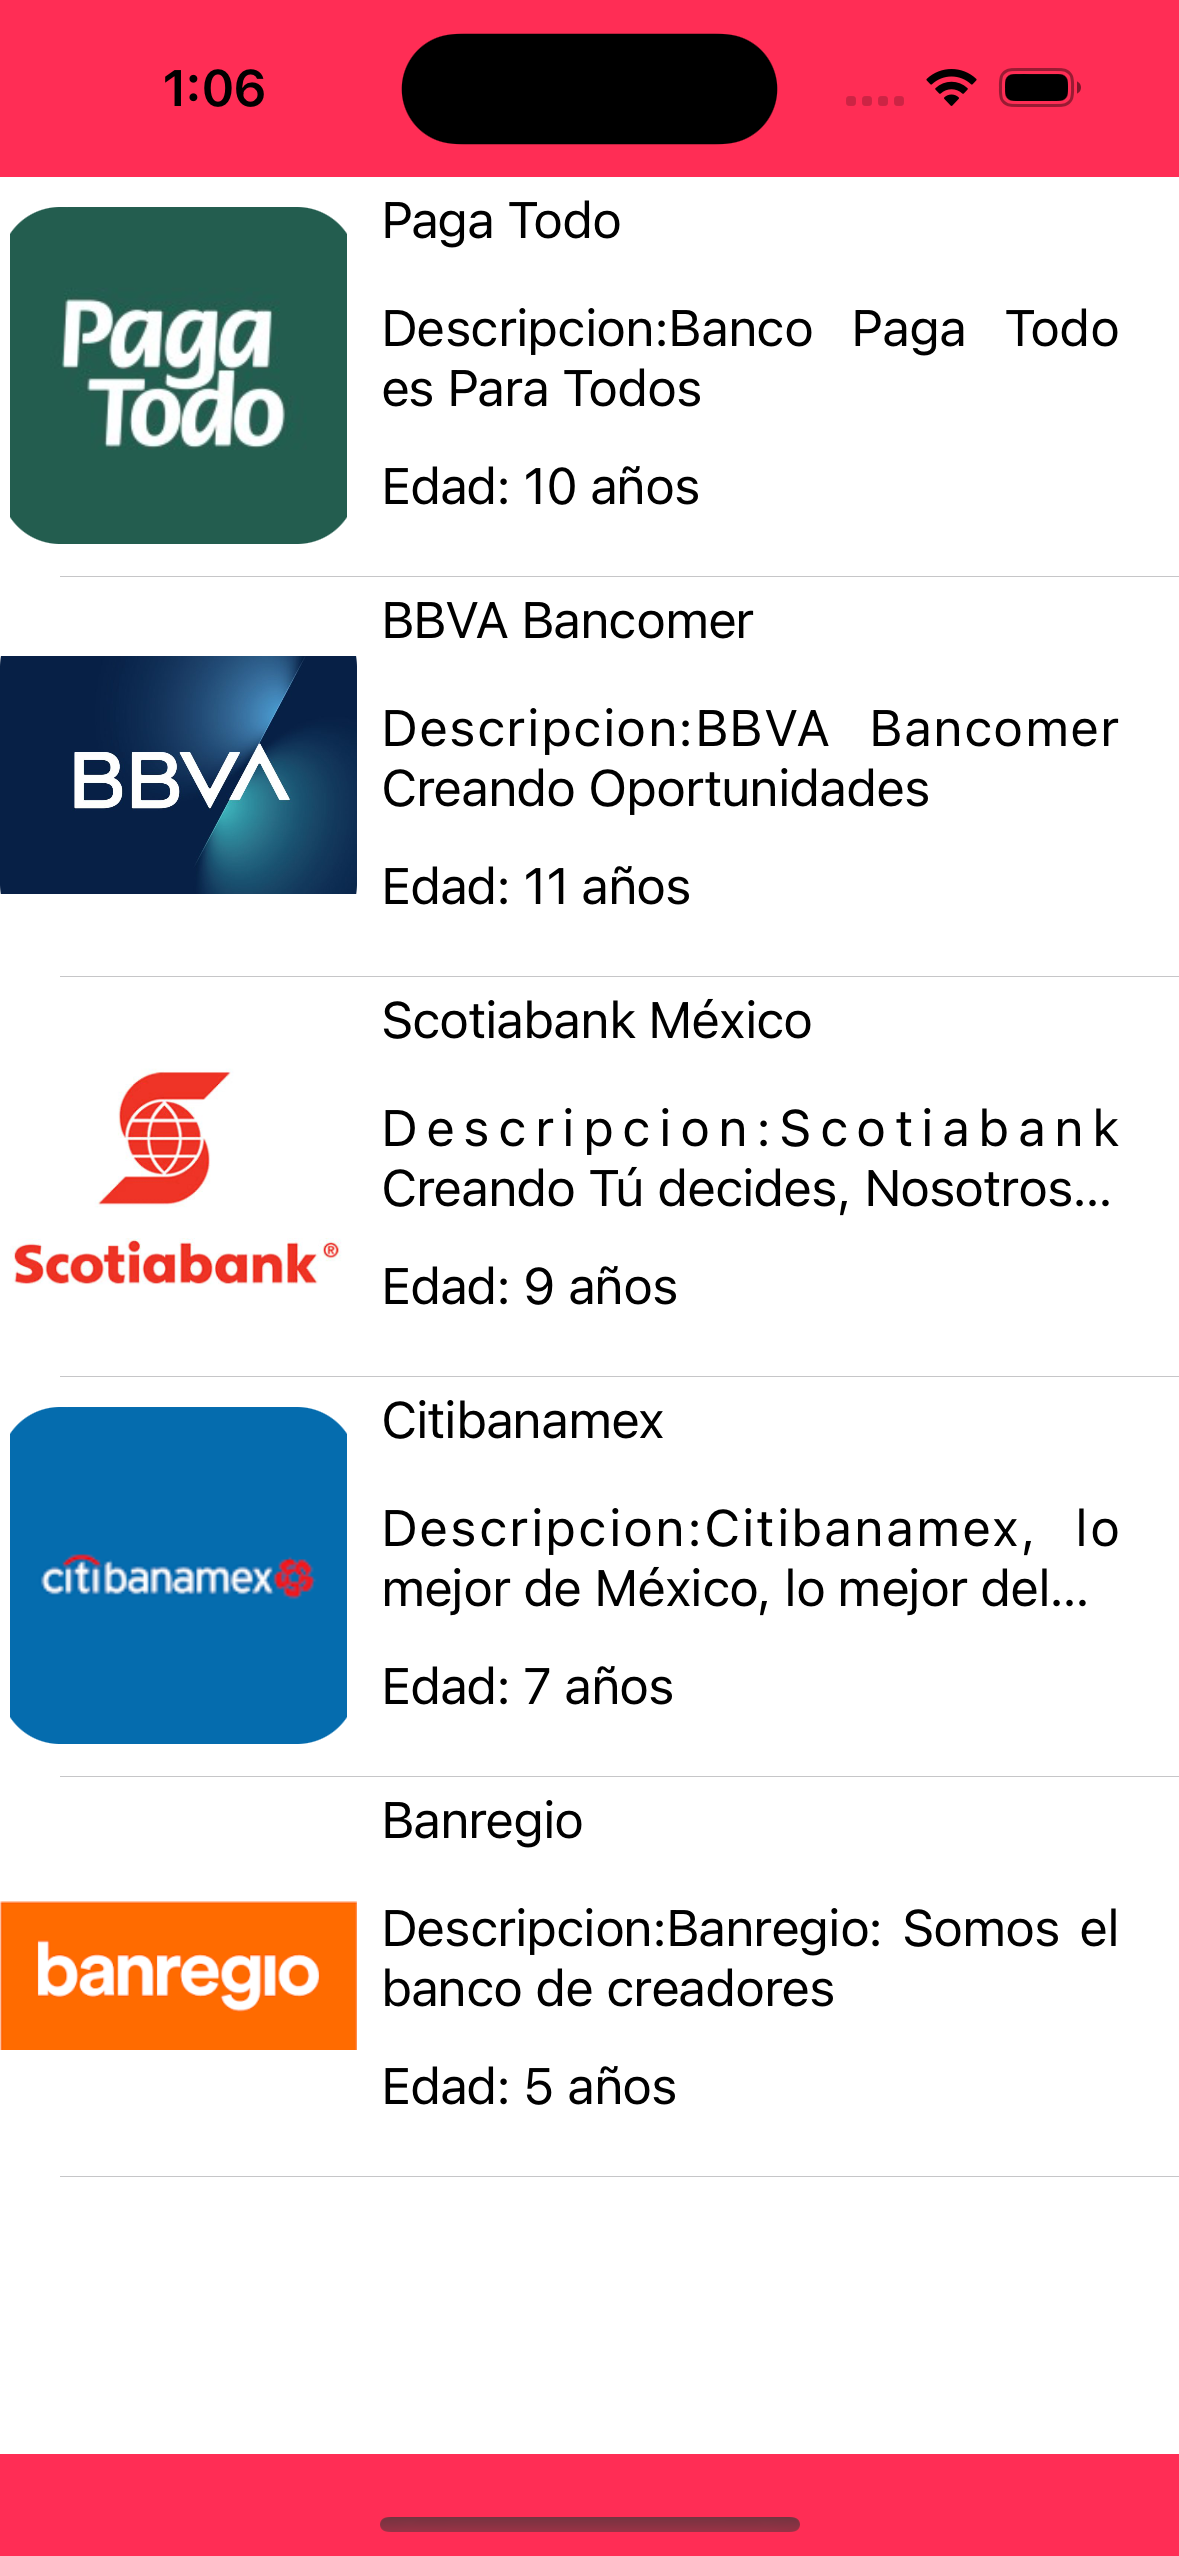 1:06
Paga
Todo
Paga Todo
Descripcion:Banco Paga Todo
es Para Todos
Edad: 10 años
BBVA
BBVA Bancomer
Descripcion:BBVA Bancomer
Creando Oportunidades
Edad: 11 años
Scotiabank®
Scotiabank México
Descripcion:Scotiabank
Creando Tú decides, Nosotros...
Edad: 9 años
citibanamex
Citibanamex
Descripcion:Citibanamex, lo
mejor de México, lo mejor del...
Edad: 7 años
banregio
Banregio
Descripcion:Banregio: Somos el
banco de creadores
Edad: 5 años